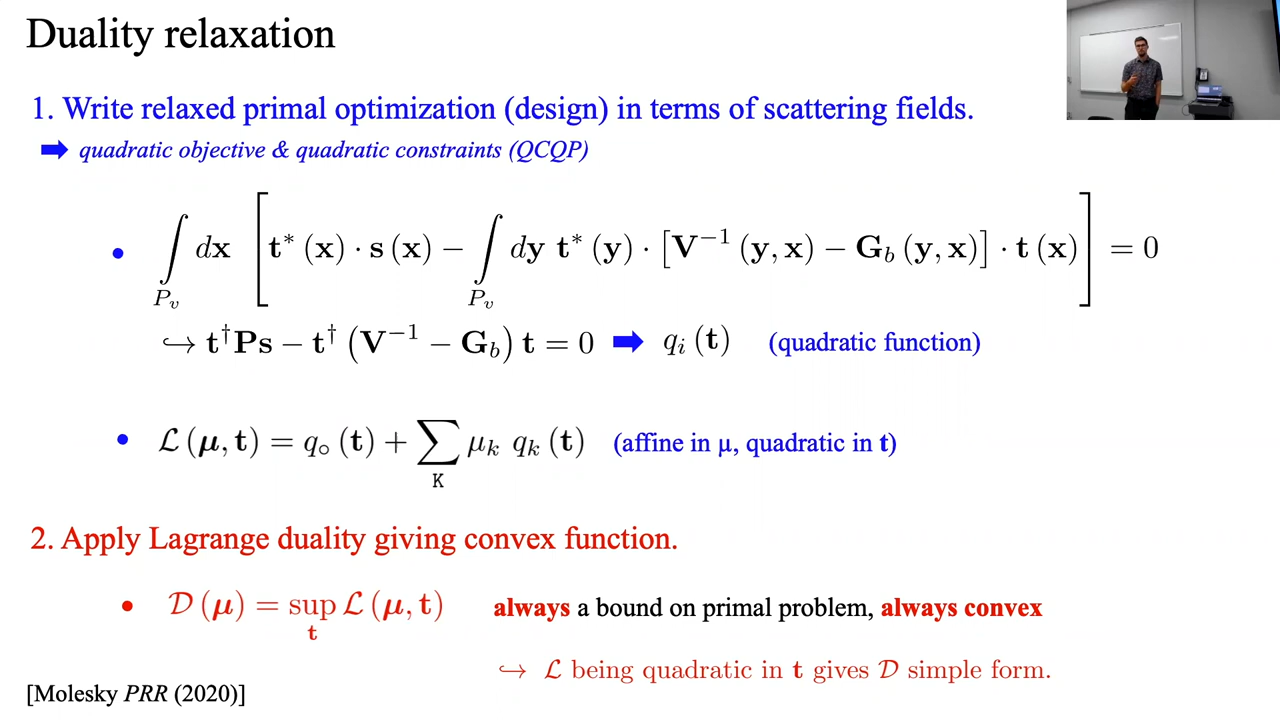 Duality relaxation
1. Write relaxed primal optimization (design) in terms of scattering fields.
➡ quadratic objective & quadratic constraints (QCQP)
• ∫_{P_v} dx [ t* (x) · s (x) − ∫_{P_v} dy t* (y) · [V⁻¹ (y, x) − G_b (y, x)] · t (x) ] = 0
↪ t†Ps − t† (V⁻¹ − G_b) t = 0 ➡ q_i (t) (quadratic function)
• ℒ (μ, t) = q_∘ (t) + ∑_K μ_k q_k (t) (affine in μ, quadratic in t)
2. Apply Lagrange duality giving convex function.
• 𝒟 (μ) = sup_t ℒ (μ, t) always a bound on primal problem, always convex
↪ ℒ being quadratic in t gives 𝒟 simple form.
[Molesky PRR (2020)]